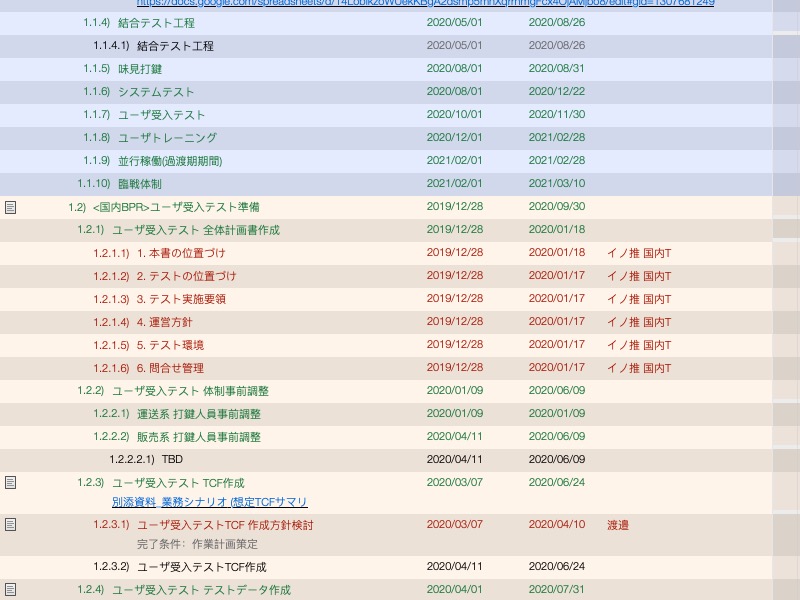 1.1.4) 結合テスト工程 2020/05/01 2020/08/26
1.1.4.1) 結合テスト工程 2020/05/01 2020/08/26
1.1.5) 味見打鍵 2020/08/01 2020/08/31
1.1.6) システムテスト 2020/08/01 2020/12/22
1.1.7) ユーザ受入テスト 2020/10/01 2020/11/30
1.1.8) ユーザトレーニング 2020/12/01 2021/02/28
1.1.9) 並行稼働(過渡期期間) 2021/02/01 2021/02/28
1.1.10) 臨戦体制 2021/02/01 2021/03/10
1.2) <国内BPR>ユーザ受入テスト準備 2019/12/28 2020/09/30
1.2.1) ユーザ受入テスト 全体計画書作成 2019/12/28 2020/01/18
1.2.1.1) 1. 本書の位置づけ 2019/12/28 2020/01/18 イノ推 国内T
1.2.1.2) 2. テストの位置づけ 2019/12/28 2020/01/17 イノ推 国内T
1.2.1.3) 3. テスト実施要領 2019/12/28 2020/01/17 イノ推 国内T
1.2.1.4) 4. 運営方針 2019/12/28 2020/01/17 イノ推 国内T
1.2.1.5) 5. テスト環境 2019/12/28 2020/01/17 イノ推 国内T
1.2.1.6) 6. 問合せ管理 2019/12/28 2020/01/17 イノ推 国内T
1.2.2) ユーザ受入テスト 体制事前調整 2020/01/09 2020/06/09
1.2.2.1) 運送系 打鍵人員事前調整 2020/01/09 2020/01/09
1.2.2.2) 販売系 打鍵人員事前調整 2020/04/11 2020/06/09
1.2.2.2.1) TBD 2020/04/11 2020/06/09
1.2.3) ユーザ受入テスト TCF作成 2020/03/07 2020/06/24
別添資料_業務シナリオ (想定TCFサマリ
1.2.3.1) ユーザ受入テストTCF 作成方針検討 2020/03/07 2020/04/10 渡邉
完了条件: 作業計画策定
1.2.3.2) ユーザ受入テストTCF作成 2020/04/11 2020/06/24
1.2.4) ユーザ受入テスト テストデータ作成 2020/04/01 2020/07/31